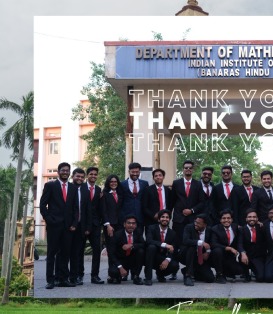 DEPARTMENT OF MATH
INDIAN INSTITUTE O
(BANARAS HINDU
THANK YO
THANK YO
THANK YO